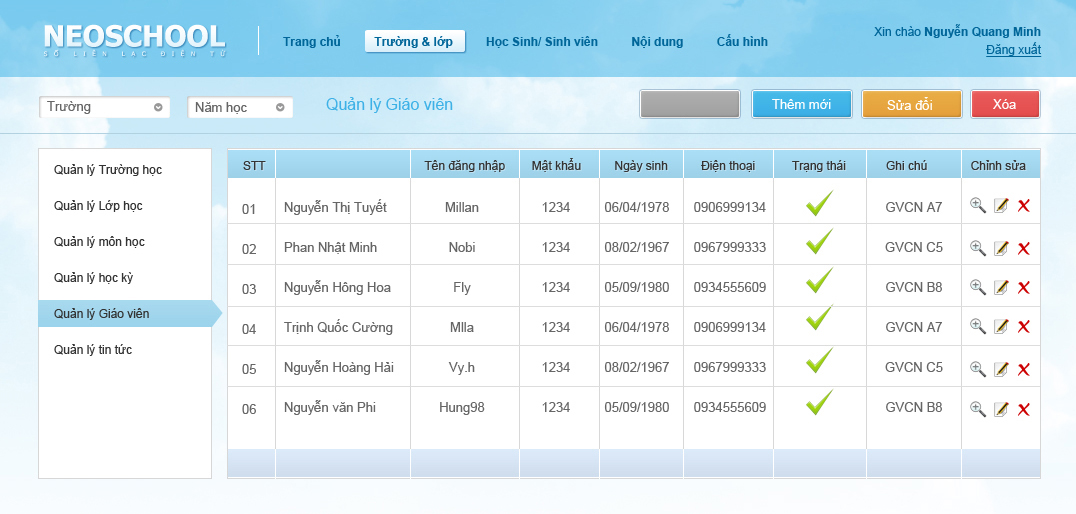 NEOSCHOOL
SỔ LIÊN LẠC ĐIỆN TỬ
Trang chủ Trường & lớp Học Sinh/ Sinh viên Nội dung Cấu hình
Xin chào Nguyễn Quang Minh
Đăng xuất
Trường Năm học Quản lý Giáo viên Thêm mới Sửa đổi Xóa
Quản lý Trường học
Quản lý Lớp học
Quản lý môn học
Quản lý học kỳ
Quản lý Giáo viên
Quản lý tin tức
STT Tên đăng nhập Mật khẩu Ngày sinh Điện thoại Trạng thái Ghi chú Chỉnh sửa
01 Nguyễn Thị Tuyết Millan 1234 06/04/1978 0906999134 GVCN A7
02 Phan Nhật Minh Nobi 1234 08/02/1967 0967999333 GVCN C5
03 Nguyễn Hông Hoa Fly 1234 05/09/1980 0934555609 GVCN B8
04 Trịnh Quốc Cường Mlla 1234 06/04/1978 0906999134 GVCN A7
05 Nguyễn Hoàng Hải Vy.h 1234 08/02/1967 0967999333 GVCN C5
06 Nguyễn văn Phi Hung98 1234 05/09/1980 0934555609 GVCN B8